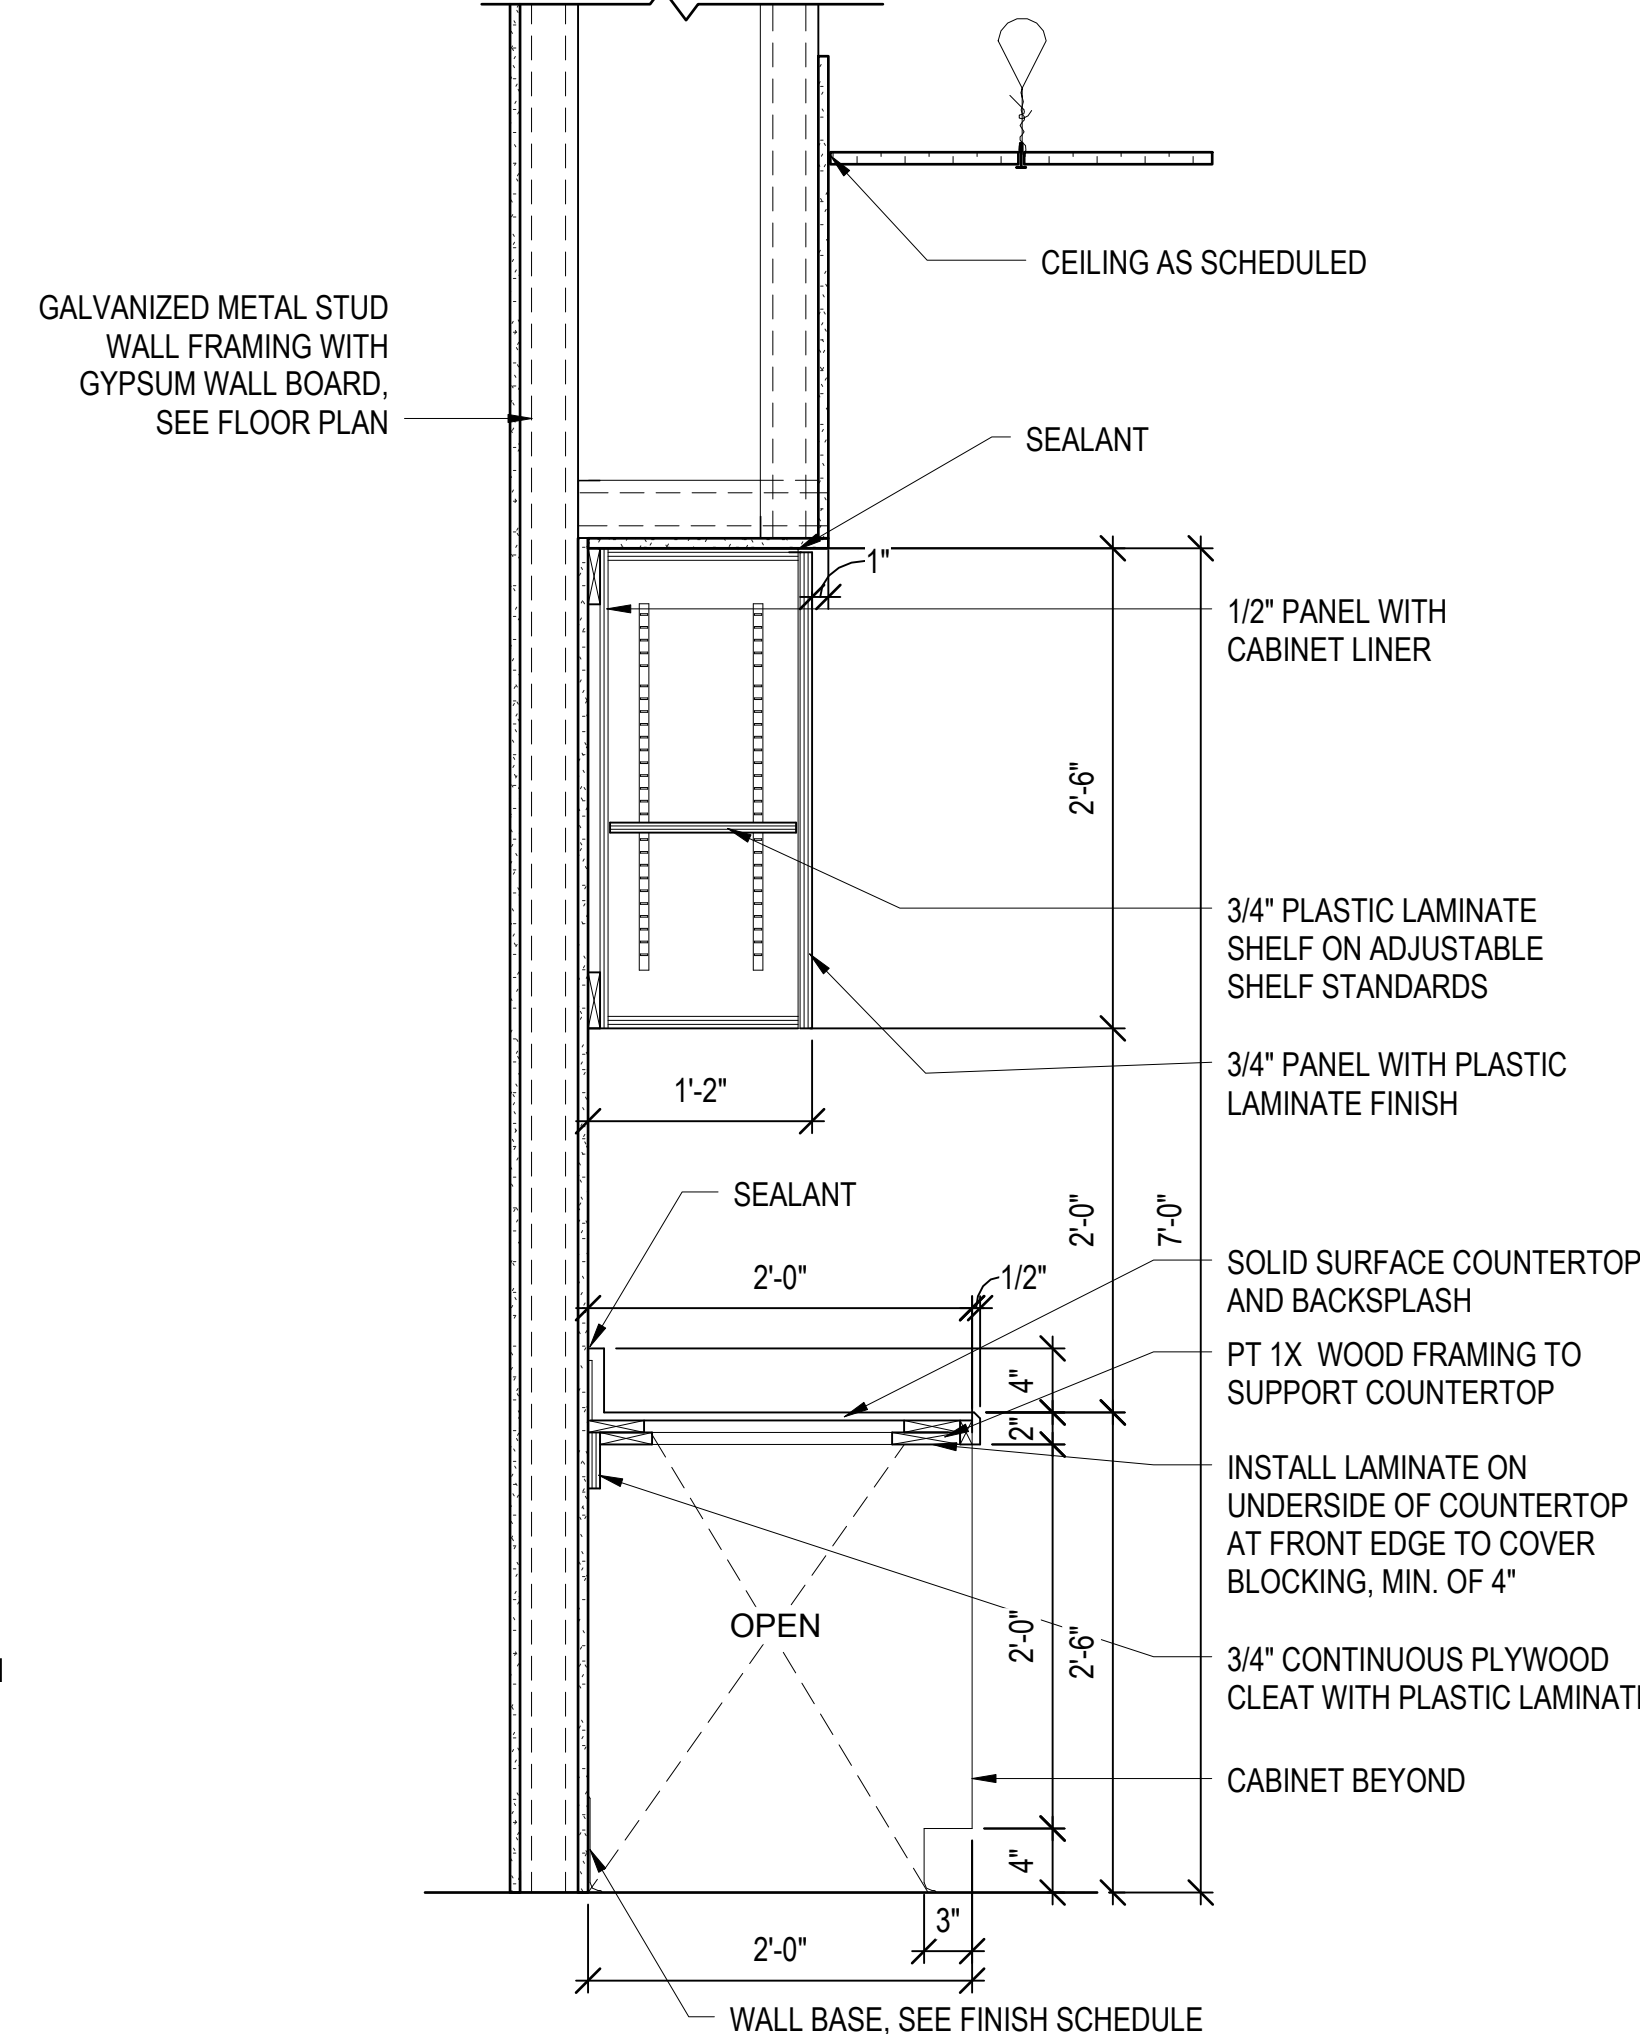 CEILING AS SCHEDULED
GALVANIZED METAL STUD
WALL FRAMING WITH
GYPSUM WALL BOARD,
SEE FLOOR PLAN
SEALANT
1"
1/2" PANEL WITH
CABINET LINER
2'-6"
3/4" PLASTIC LAMINATE
SHELF ON ADJUSTABLE
SHELF STANDARDS
3/4" PANEL WITH PLASTIC
LAMINATE FINISH
1'-2"
SEALANT
2'-0"
7'-0"
2'-0"
1/2"
SOLID SURFACE COUNTERTOP
AND BACKSPLASH
4"
PT 1X WOOD FRAMING TO
SUPPORT COUNTERTOP
2"
INSTALL LAMINATE ON
UNDERSIDE OF COUNTERTOP
AT FRONT EDGE TO COVER
BLOCKING, MIN. OF 4"
OPEN
2'-0"
2'-6"
3/4" CONTINUOUS PLYWOOD
CLEAT WITH PLASTIC LAMINATE
CABINET BEYOND
4"
3"
2'-0"
WALL BASE, SEE FINISH SCHEDULE